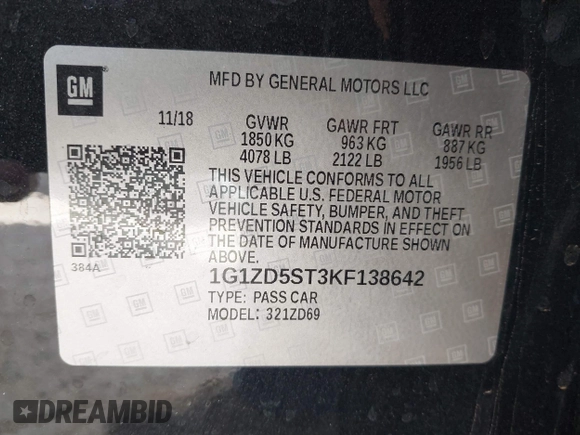 GM
MFD BY GENERAL MOTORS LLC
11/18
GVWR
1850 KG
4078 LB
GAWR FRT
963 KG
2122 LB
GAWR RR
887 KG
1956 LB
THIS VEHICLE CONFORMS TO ALL
APPLICABLE U.S. FEDERAL MOTOR
VEHICLE SAFETY, BUMPER, AND THEFT
PREVENTION STANDARDS IN EFFECT ON
THE DATE OF MANUFACTURE SHOWN
ABOVE.
384A
1G1ZD5ST3KF138642
TYPE: PASS CAR
MODEL: 321ZD69
DREAMBID